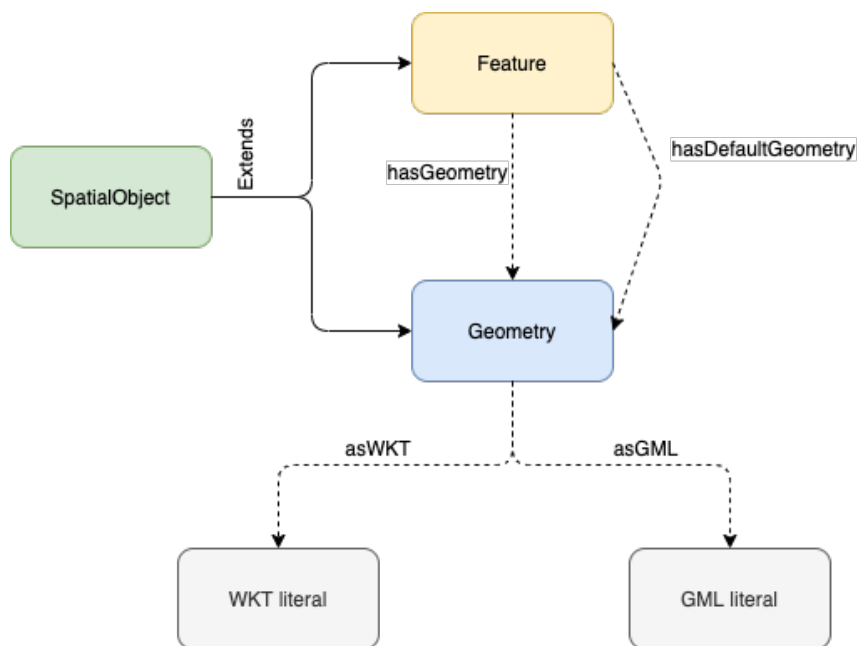 Feature
hasDefaultGeometry
Extends
hasGeometry
SpatialObject
Geometry
asWKT
asGML
WKT literal
GML literal